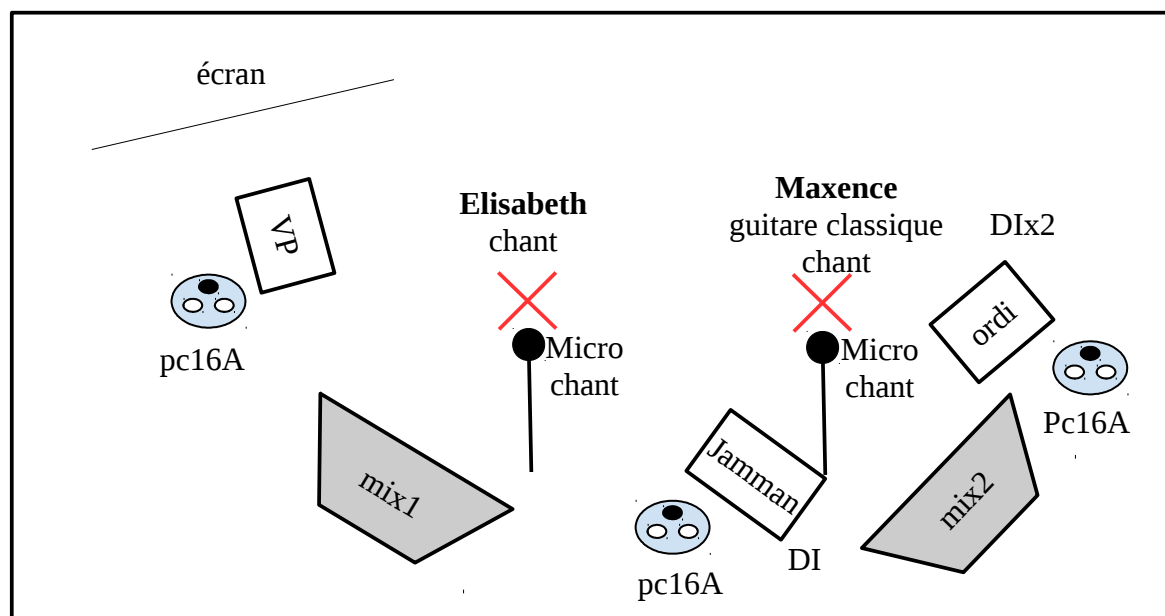 écran
VP
pc16A
Elisabeth
chant
Micro
chant
Maxence
guitare classique
chant
DIx2
ordi
Micro
chant
Pc16A
mix1
Jamman
pc16A
DI
mix2